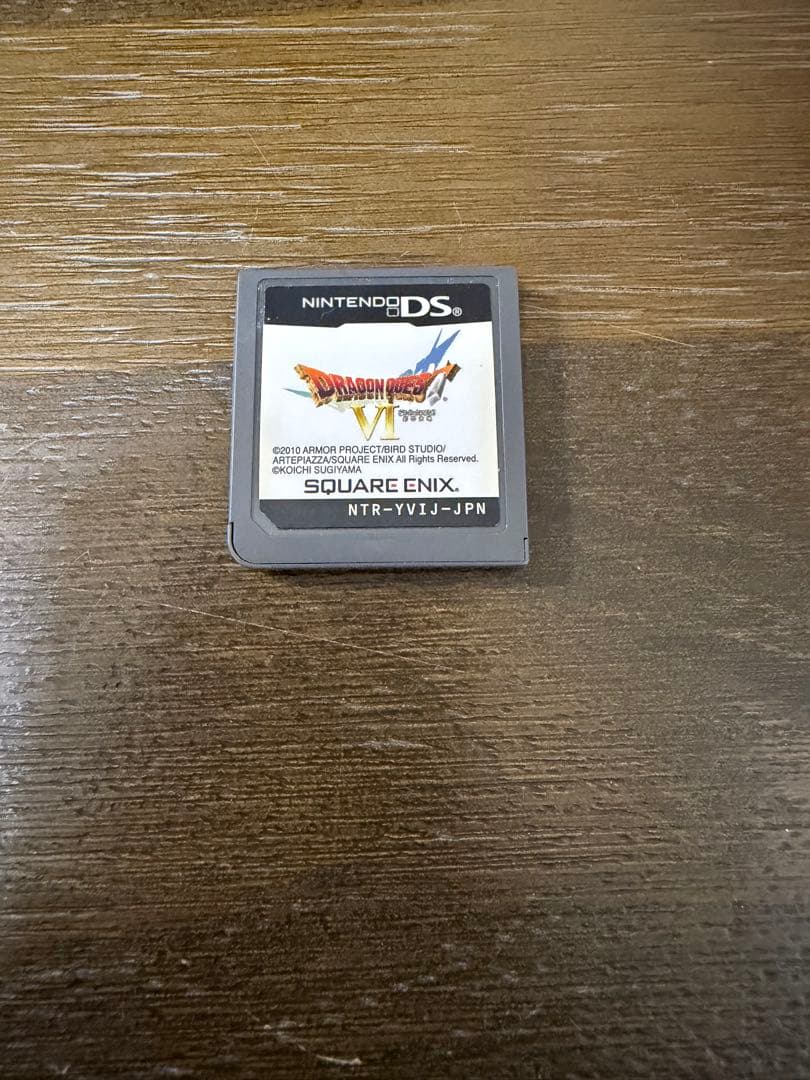 NINTENDO DS®
DRAGON QUEST
VI
©2010 ARMOR PROJECT/BIRD STUDIO/
ARTEPIAZZA/SQUARE ENIX All Rights Reserved.
©KOICHI SUGIYAMA
SQUARE ENIX.
NTR-YVIJ-JPN